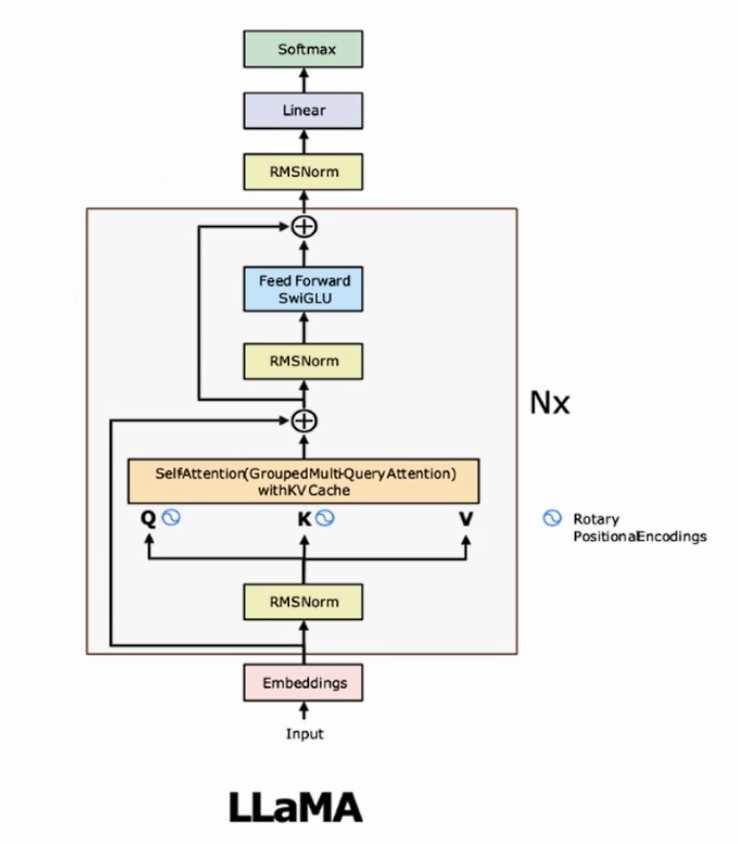 Softmax
Linear
RMSNorm
Feed Forward
SwiGLU
RMSNorm
Nx
SelfAttention(GroupedMulti-QueryAttention)
withKV Cache
Q K V
Rotary
PositionalEncodings
RMSNorm
Embeddings
Input
LLaMA